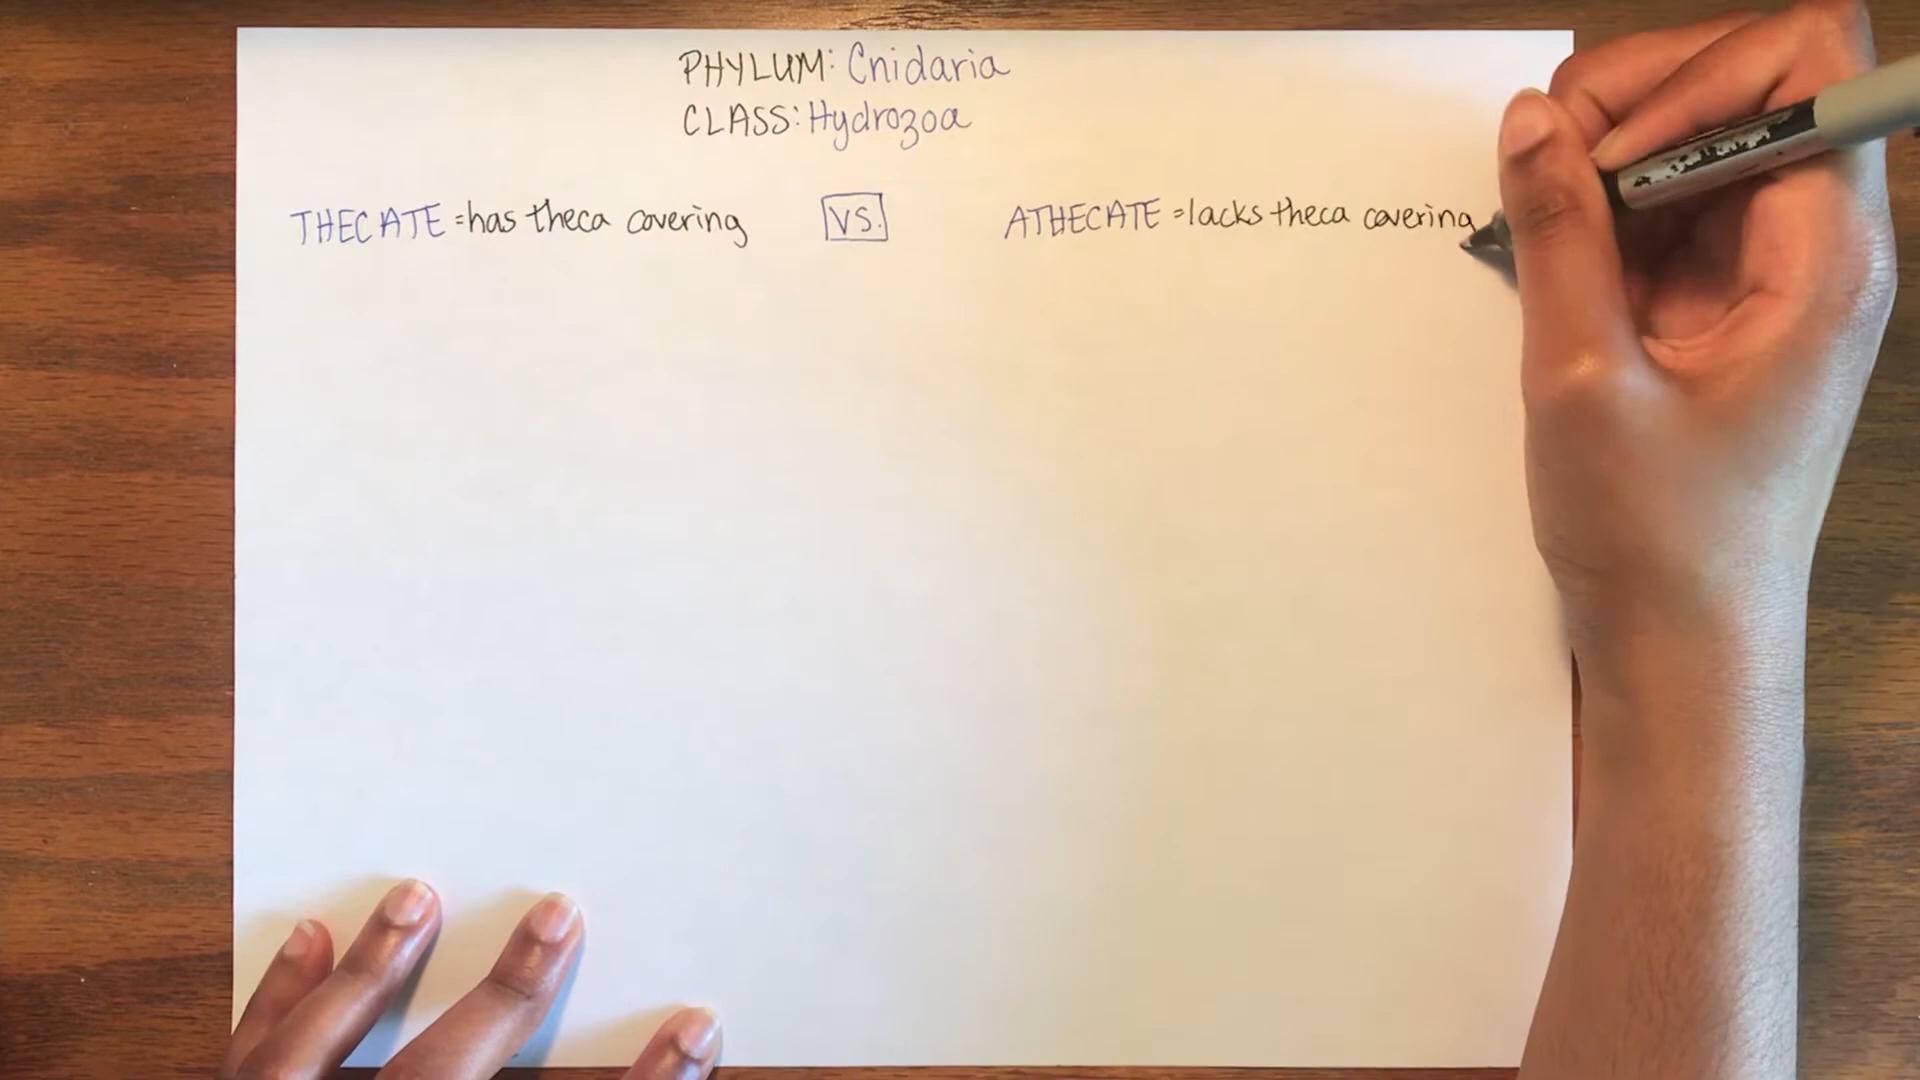 PHYLUM: Cnidaria
CLASS: Hydrozoa
THECATE = has theca covering VS. ATHECATE = lacks theca covering